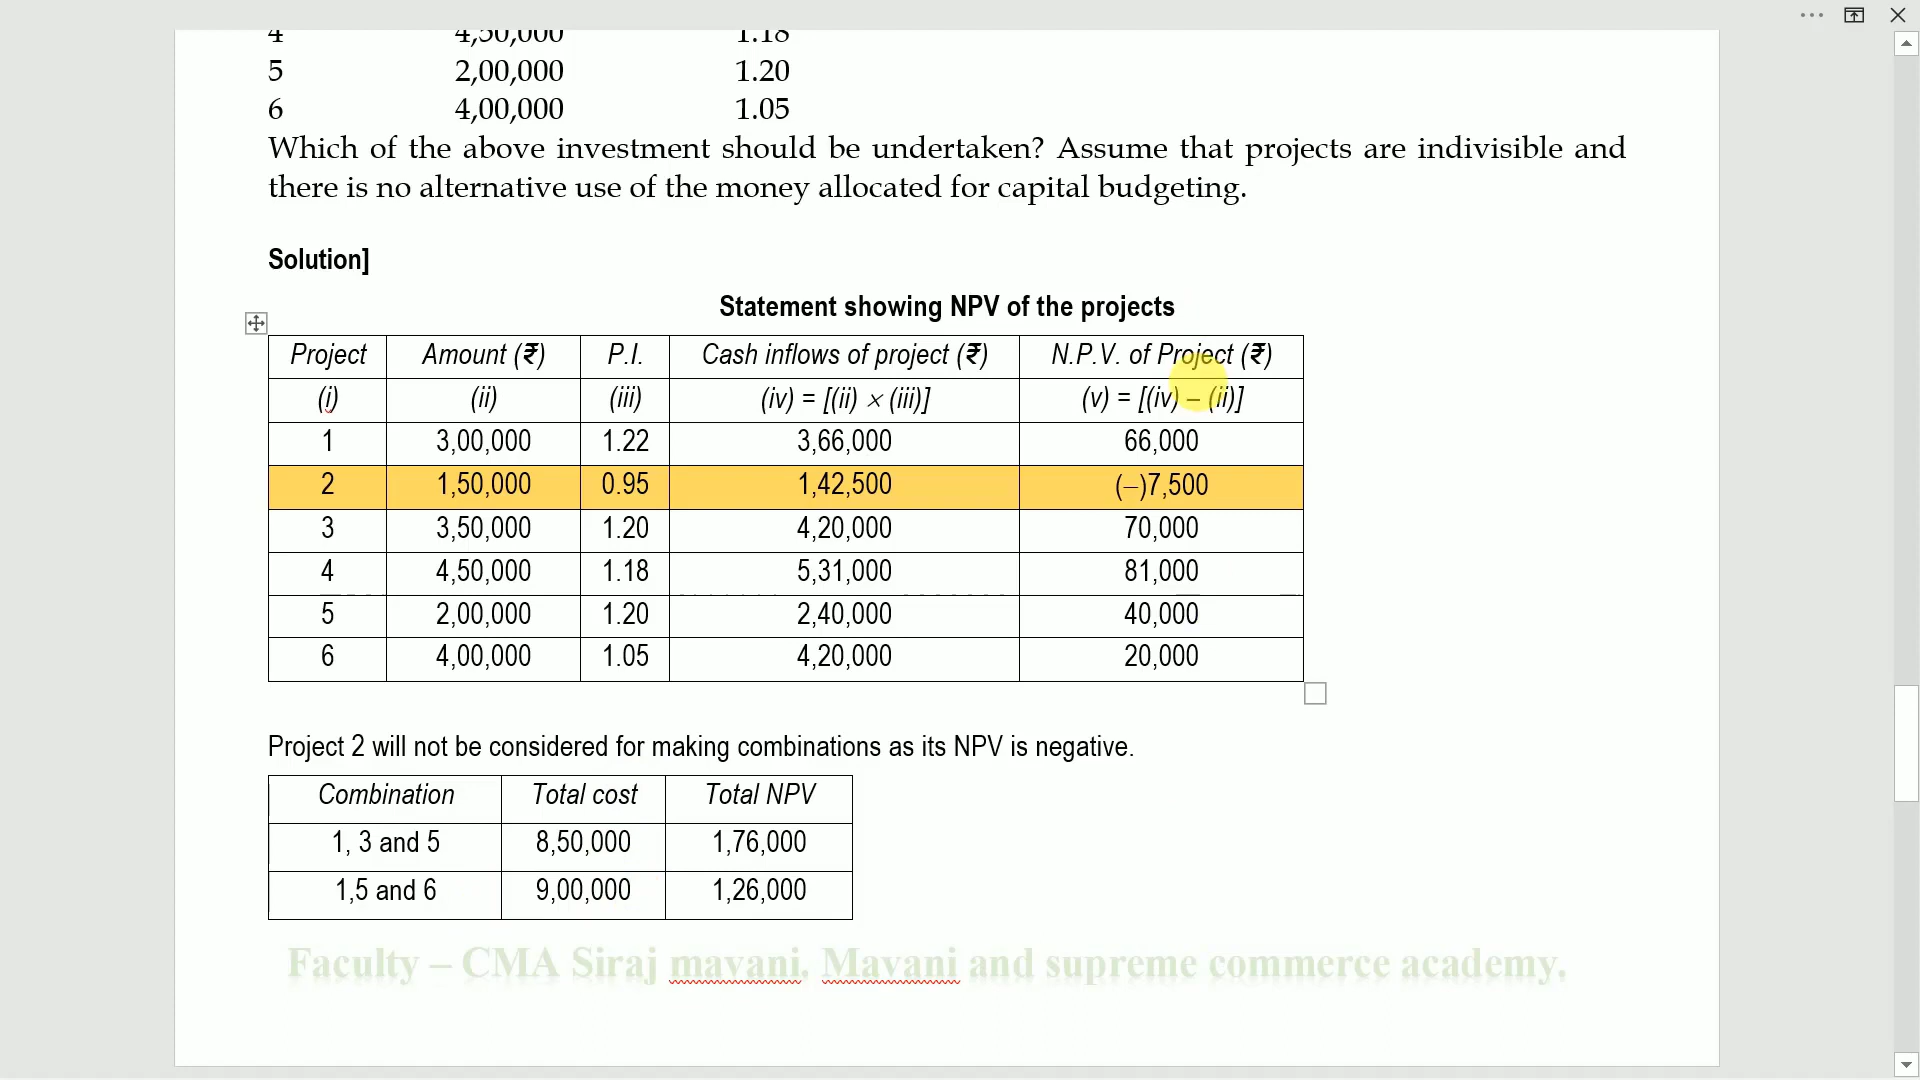 4 4,50,000 1.18
5 2,00,000 1.20
6 4,00,000 1.05
Which of the above investment should be undertaken? Assume that projects are indivisible and
there is no alternative use of the money allocated for capital budgeting.
Solution]
Statement showing NPV of the projects
Project Amount (₹) P.I. Cash inflows of project (₹) N.P.V. of Project (₹)
(i) (ii) (iii) (iv) = [(ii) × (iii)] (v) = [(iv) – (ii)]
1 3,00,000 1.22 3,66,000 66,000
2 1,50,000 0.95 1,42,500 (–)7,500
3 3,50,000 1.20 4,20,000 70,000
4 4,50,000 1.18 5,31,000 81,000
5 2,00,000 1.20 2,40,000 40,000
6 4,00,000 1.05 4,20,000 20,000
Project 2 will not be considered for making combinations as its NPV is negative.
Combination Total cost Total NPV
1, 3 and 5 8,50,000 1,76,000
1,5 and 6 9,00,000 1,26,000
Faculty – CMA Siraj mavani. Mavani and supreme commerce academy.